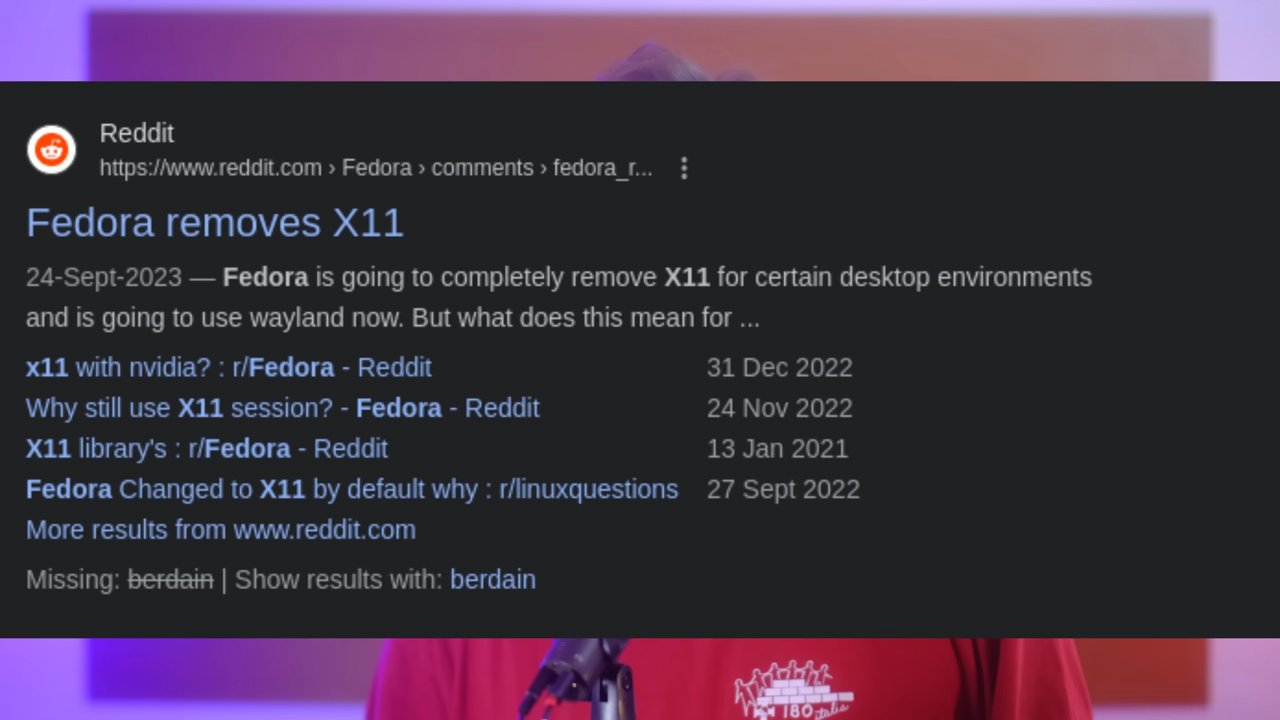 Reddit
https://www.reddit.com › Fedora › comments › fedora_r...
Fedora removes X11
24-Sept-2023 — Fedora is going to completely remove X11 for certain desktop environments
and is going to use wayland now. But what does this mean for ...
x11 with nvidia? : r/Fedora - Reddit 31 Dec 2022
Why still use X11 session? - Fedora - Reddit 24 Nov 2022
X11 library's : r/Fedora - Reddit 13 Jan 2021
Fedora Changed to X11 by default why : r/linuxquestions 27 Sept 2022
More results from www.reddit.com
Missing: berdain | Show results with: berdain
180 italia